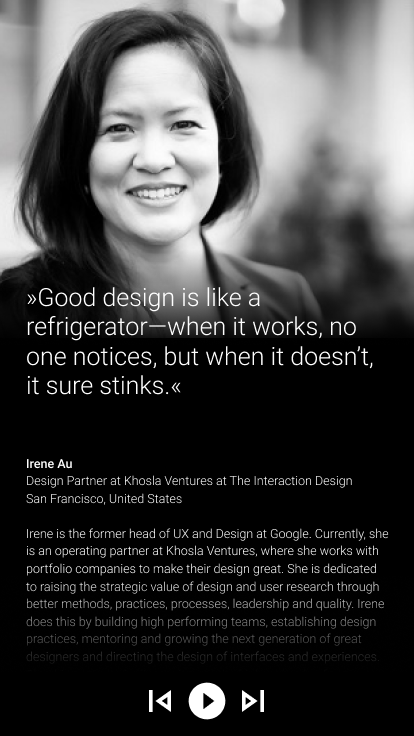 »Good design is like a
refrigerator—when it works, no
one notices, but when it doesn’t,
it sure stinks.«
Irene Au
Design Partner at Khosla Ventures at The Interaction Design
San Francisco, United States
Irene is the former head of UX and Design at Google. Currently, she
is an operating partner at Khosla Ventures, where she works with
portfolio companies to make their design great. She is dedicated
to raising the strategic value of design and user research through
better methods, practices, processes, leadership and quality. Irene
does this by building high performing teams, establishing design
practices, mentoring and growing the next generation of great
designers and directing the design of interfaces and experiences.